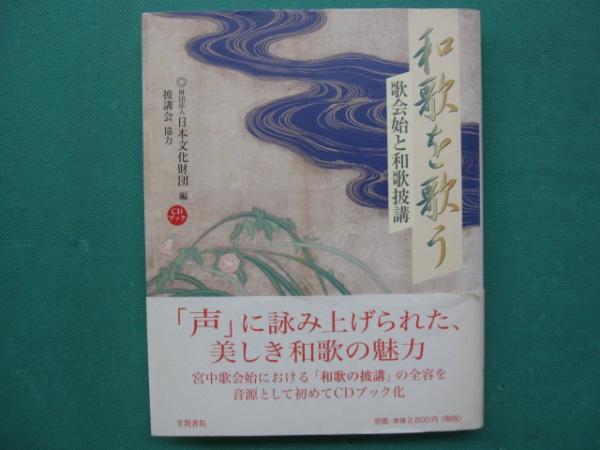 和歌を歌う
歌会始と和歌披講
◎財団法人日本文化財団 編
披講会 協力
CD
ブック
「声」に詠み上げられた、
美しき和歌の魅力
宮中歌会始における「和歌の披講」の全容を
音源として初めてCDブック化
笠間書院
定価:本体2,800円(税別)